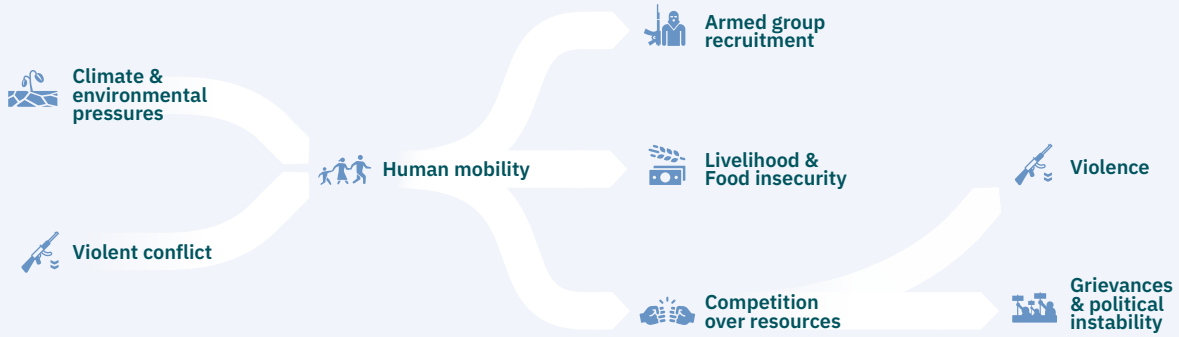 Climate &
environmental
pressures
Violent conflict
Human mobility
Armed group
recruitment
Livelihood &
Food insecurity
Competition
over resources
Violence
Grievances
& political
instability